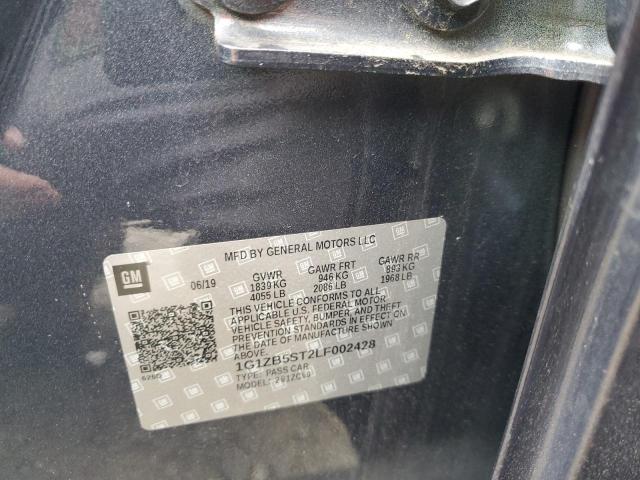 MFD BY GENERAL MOTORS LLC
GM
06/19
GVWR GAWR FRT GAWR RR
1839 KG 946 KG 893 KG
4055 LB 2086 LB 1968 LB
THIS VEHICLE CONFORMS TO ALL
APPLICABLE U.S. FEDERAL MOTOR
VEHICLE SAFETY, BUMPER, AND THEFT
PREVENTION STANDARDS IN EFFECT ON
THE DATE OF MANUFACTURE SHOWN
ABOVE.
1G1ZB5ST2LF002428
TYPE: PASS CAR
MODEL: